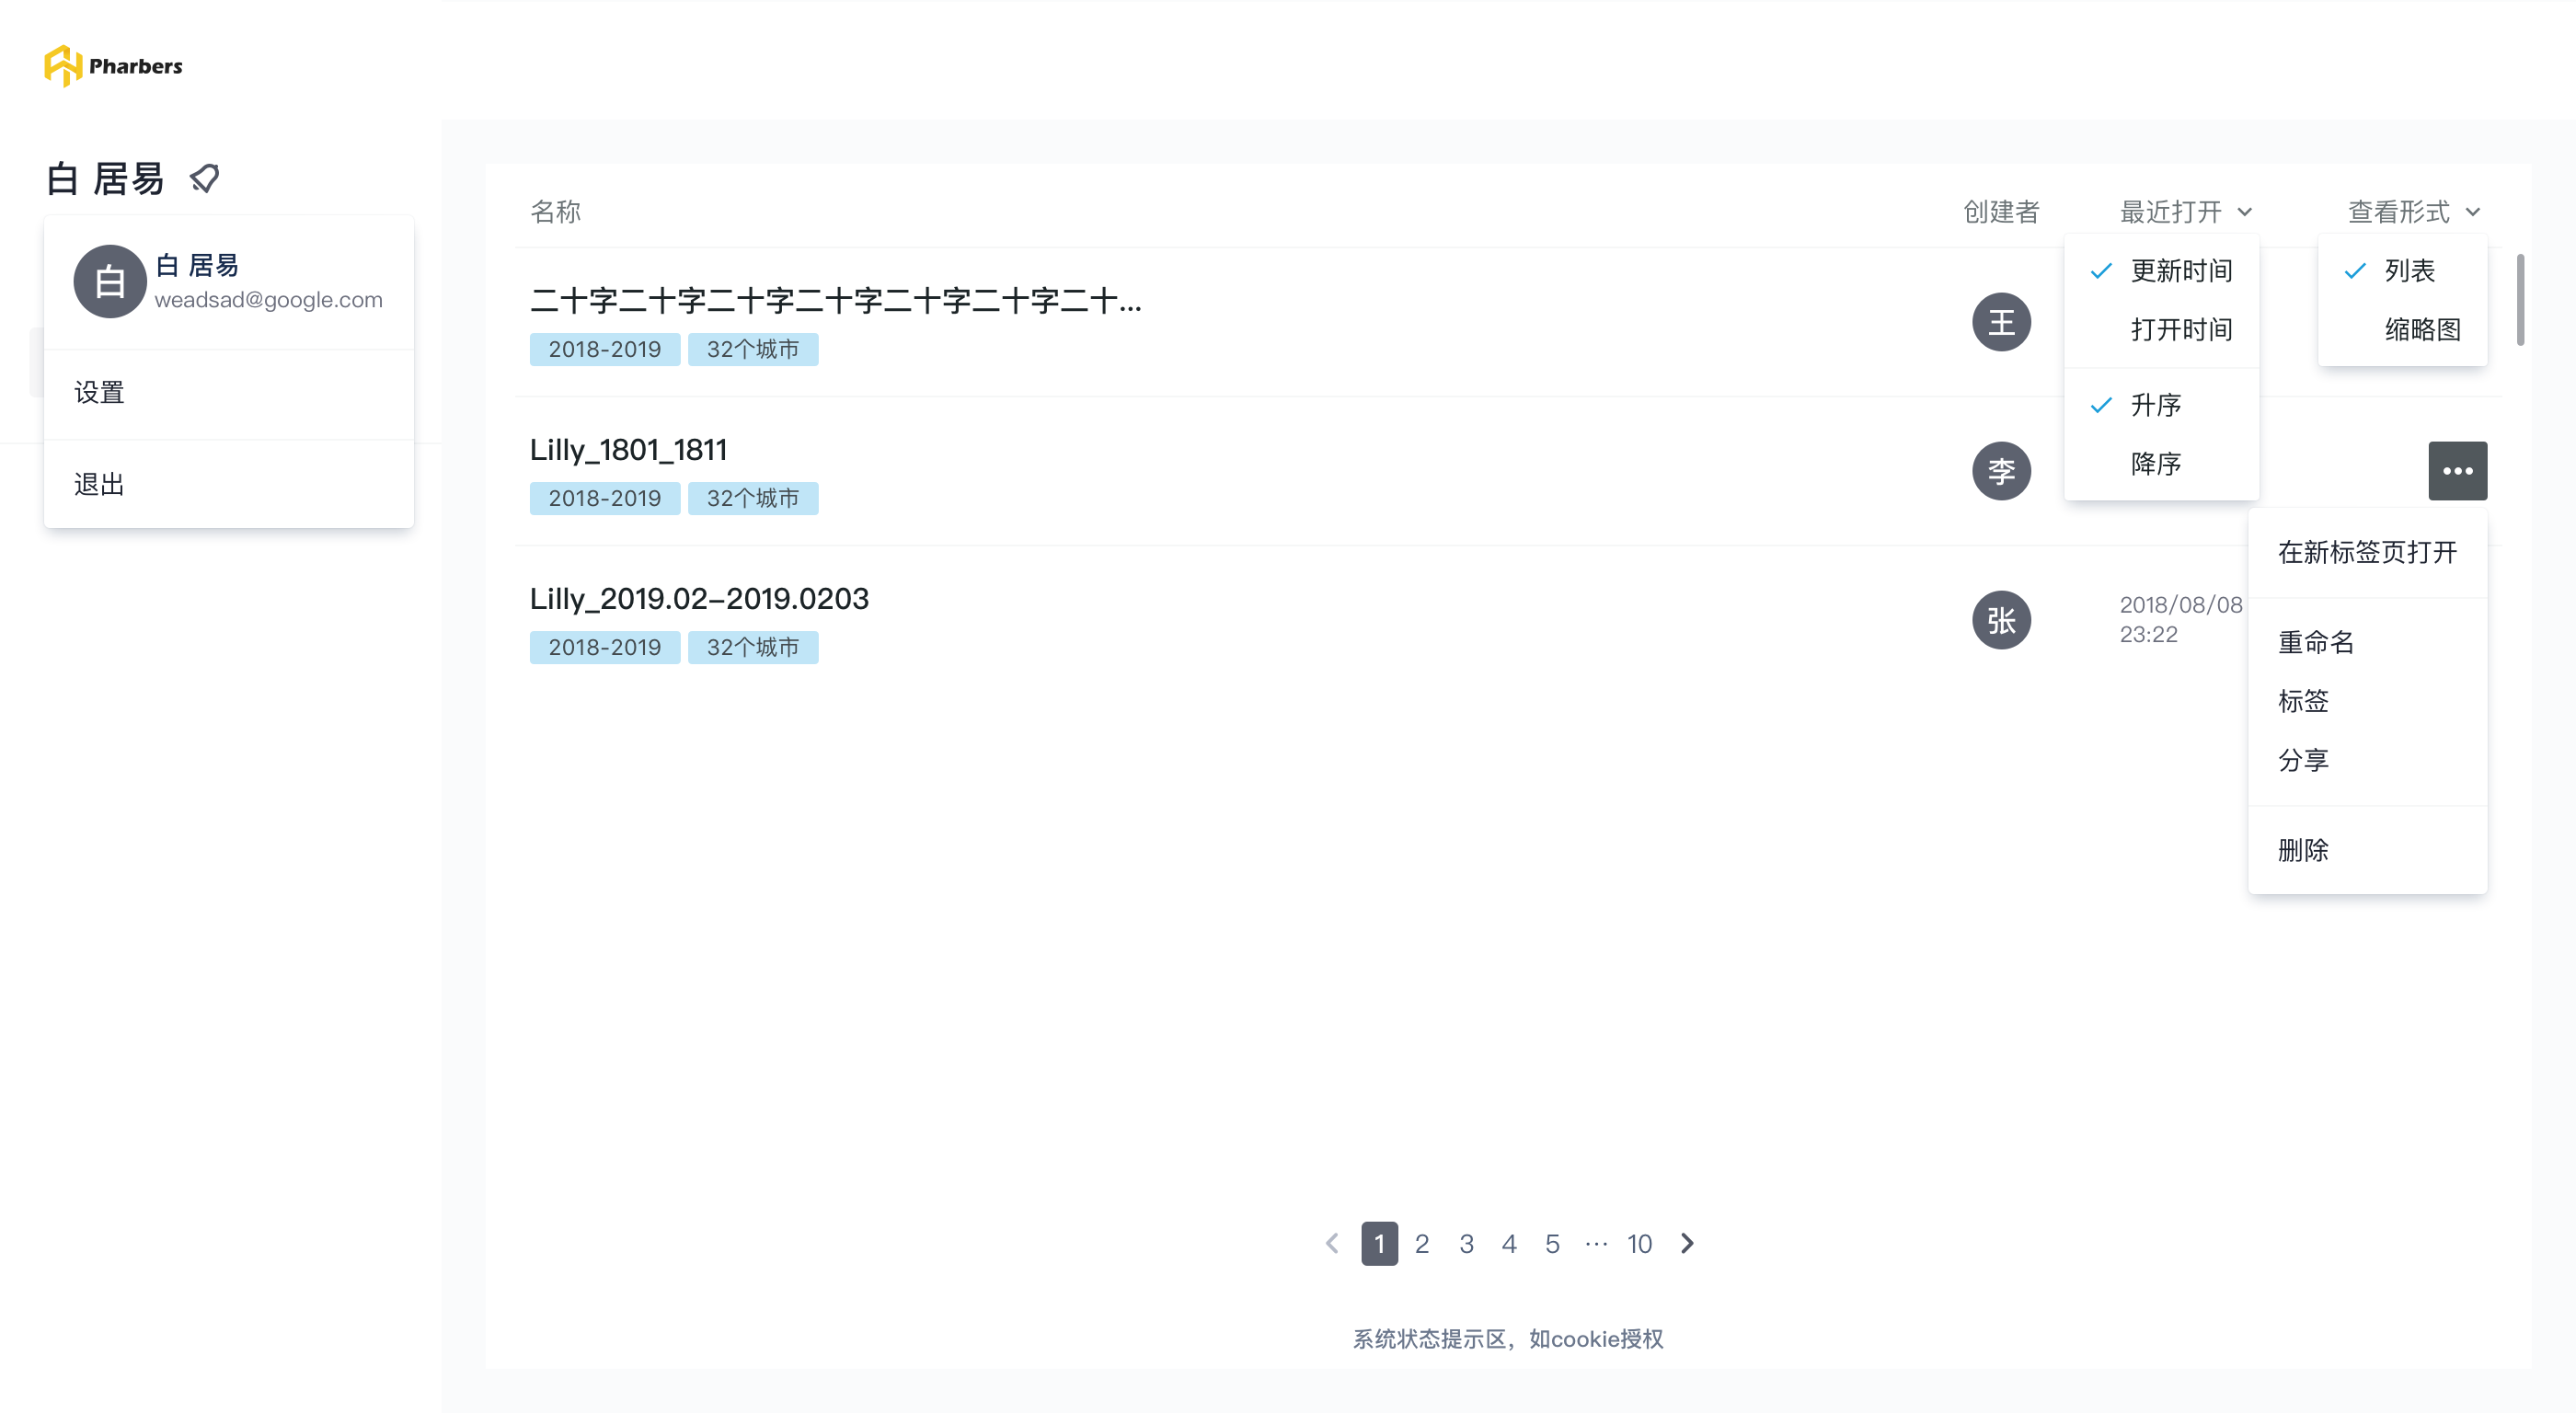 Pharbers
白 居易
白
白 居易
weadsad@google.com
设置
退出
名称
创建者
最近打开
查看形式
更新时间
打开时间
升序
降序
列表
缩略图
二十字二十字二十字二十字二十字二十字二十...
2018-2019
32个城市
王
Lilly_1801_1811
2018-2019
32个城市
李
Lilly_2019.02–2019.0203
2018-2019
32个城市
张
2018/08/08
23:22
在新标签页打开
重命名
标签
分享
删除
1 2 3 4 5 ··· 10
系统状态提示区，如cookie授权